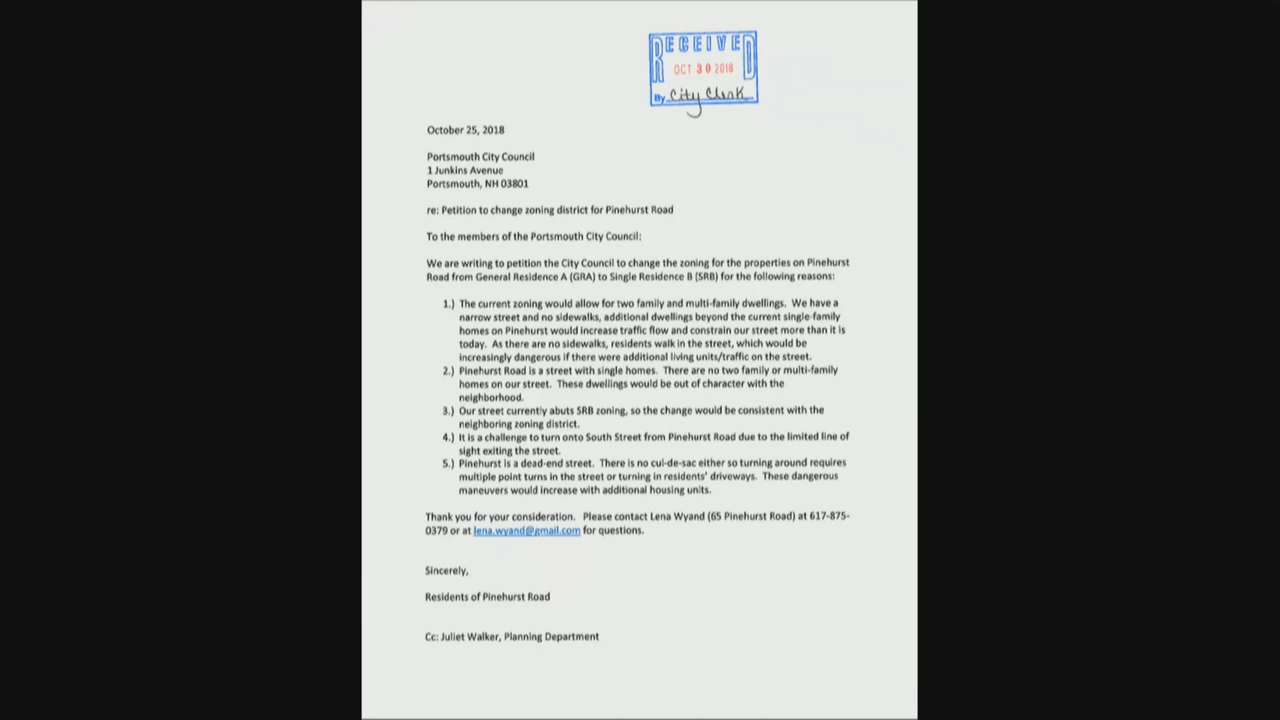 RECEIVED
OCT 30 2018
By City Clerk
October 25, 2018
Portsmouth City Council
1 Junkins Avenue
Portsmouth, NH 03801
re: Petition to change zoning district for Pinehurst Road
To the members of the Portsmouth City Council:
We are writing to petition the City Council to change the zoning for the properties on Pinehurst
Road from General Residence A (GRA) to Single Residence B (SRB) for the following reasons:
1.) The current zoning would allow for two family and multi-family dwellings. We have a
narrow street and no sidewalks, additional dwellings beyond the current single-family
homes on Pinehurst would increase traffic flow and constrain our street more than it is
today. As there are no sidewalks, residents walk in the street, which would be
increasingly dangerous if there were additional living units/traffic on the street.
2.) Pinehurst Road is a street with single homes. There are no two family or multi-family
homes on our street. These dwellings would be out of character with the
neighborhood.
3.) Our street currently abuts SRB zoning, so the change would be consistent with the
neighboring zoning district.
4.) It is a challenge to turn onto South Street from Pinehurst Road due to the limited line of
sight exiting the street.
5.) Pinehurst is a dead-end street. There is no cul-de-sac either so turning around requires
multiple point turns in the street or turning in residents' driveways. These dangerous
maneuvers would increase with additional housing units.
Thank you for your consideration. Please contact Lena Wyand (65 Pinehurst Road) at 617-875-
0379 or at lena.wyand@gmail.com for questions.
Sincerely,
Residents of Pinehurst Road
Cc: Juliet Walker, Planning Department